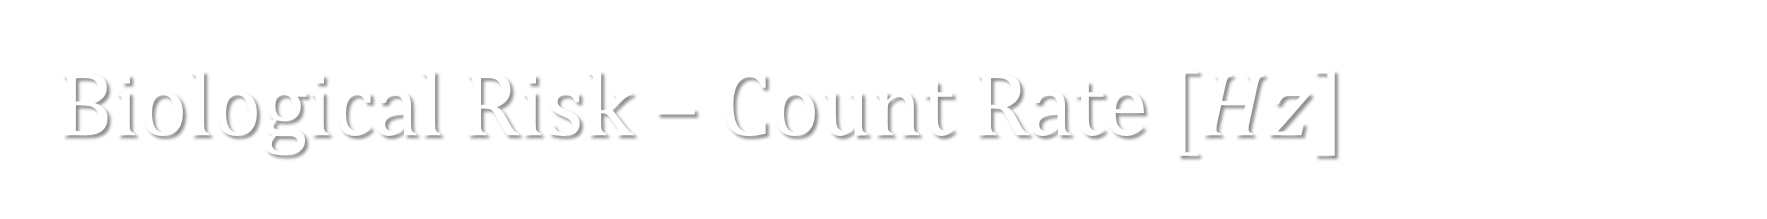 Biological Risk – Count Rate [Hz]